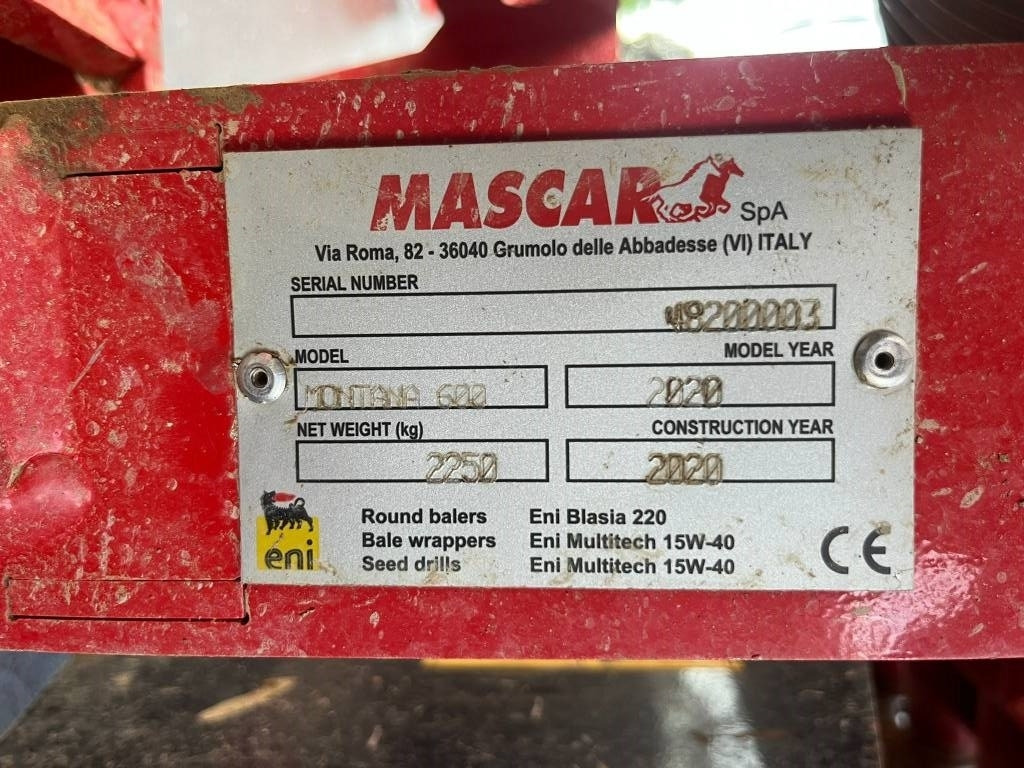 MASCAR SpA
Via Roma, 82 - 36040 Grumolo delle Abbadesse (VI) ITALY
SERIAL NUMBER
MODEL MODEL YEAR
MONTANA 600 2020
NET WEIGHT (kg) CONSTRUCTION YEAR
2250 2020
Round balers Eni Blasia 220
Bale wrappers Eni Multitech 15W-40
Seed drills Eni Multitech 15W-40
eni
CE